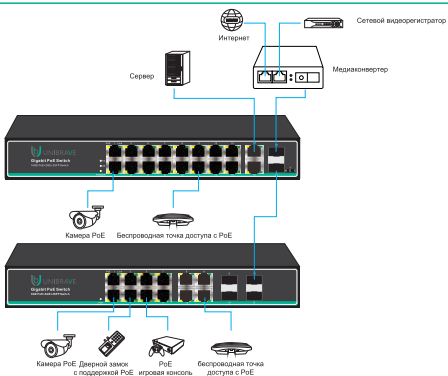 Интернет
Сетевой видеорегистратор
Сервер
Медиаконвертер
UNIBRAVE
Gigabit PoE Switch
Камера PoE
Беспроводная точка доступа с PoE
UNIBRAVE
Gigabit PoE Switch
Камера PoE
Дверной замок
с поддержкой PoE
PoE
игровая консоль
беспроводная точка
доступа с PoE